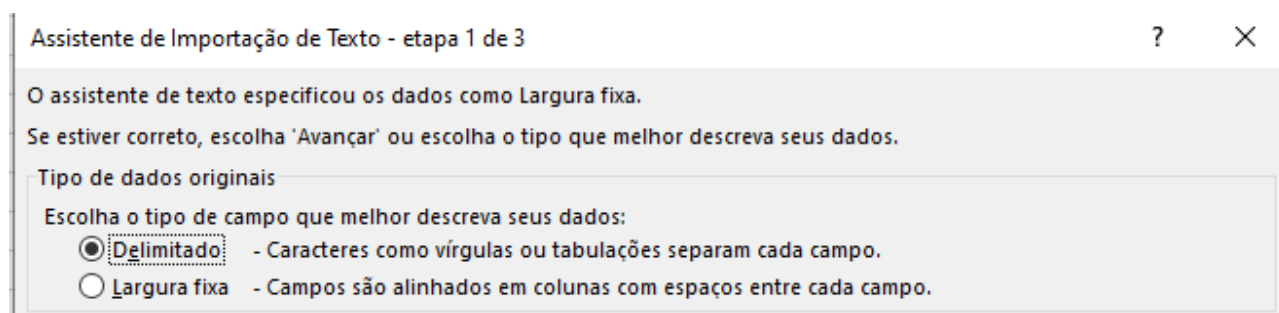 Assistente de Importação de Texto - etapa 1 de 3 ? ×
O assistente de texto especificou os dados como Largura fixa.
Se estiver correto, escolha 'Avançar' ou escolha o tipo que melhor descreva seus dados.
Tipo de dados originais
Escolha o tipo de campo que melhor descreva seus dados:
Delimitado - Caracteres como vírgulas ou tabulações separam cada campo.
Largura fixa - Campos são alinhados em colunas com espaços entre cada campo.